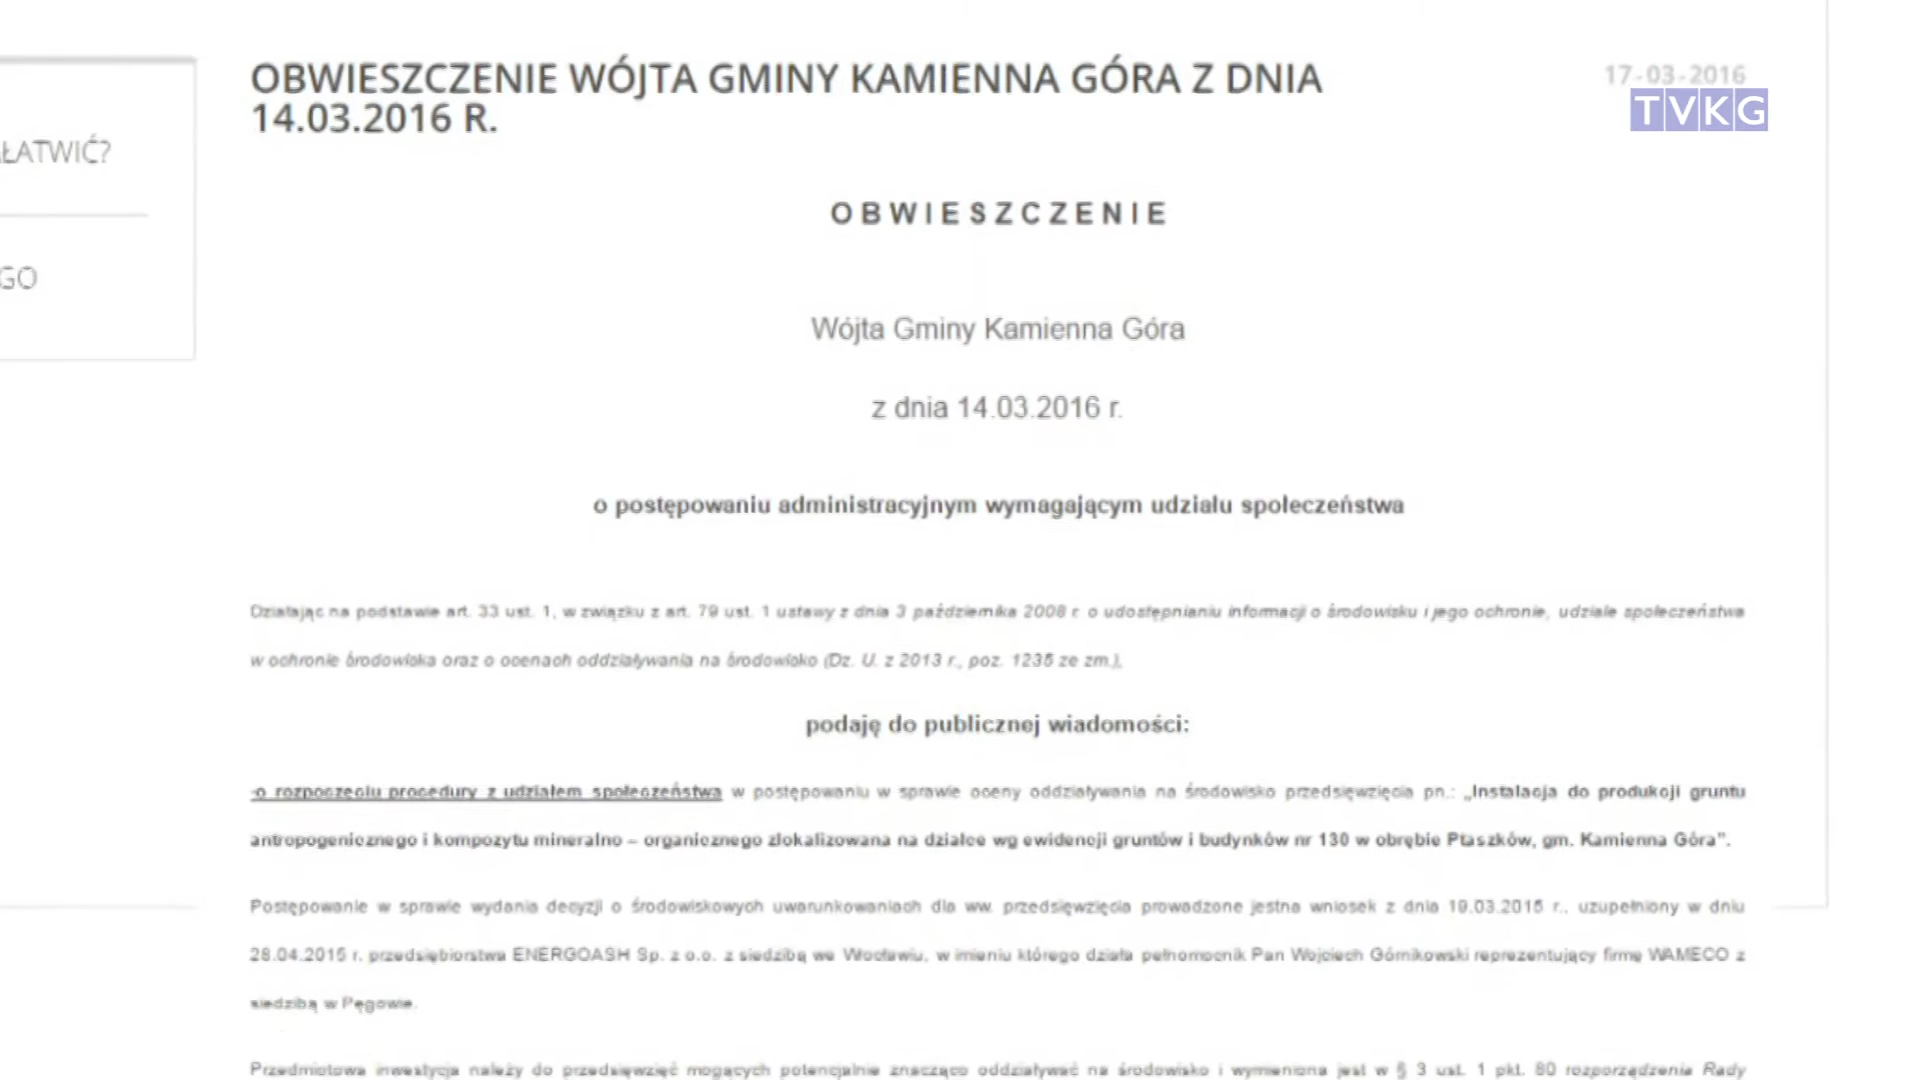 OBWIESZCZENIE WÓJTA GMINY KAMIENNA GÓRA Z DNIA
14.03.2016 R.
17-03-2016
TVKG
ŁATWIĆ?
GO
OBWIESZCZENIE
Wójta Gminy Kamienna Góra
z dnia 14.03.2016 r.
o postępowaniu administracyjnym wymagającym udziału społeczeństwa
Działając na podstawie art. 33 ust. 1, w związku z art. 79 ust. 1 ustawy z dnia 3 października 2008 r. o udostępnianiu informacji o środowisku i jego ochronie, udziale społeczeństwa
w ochronie środowiska oraz o ocenach oddziaływania na środowisko (Dz. U. z 2013 r., poz. 1235 ze zm.),
podaję do publicznej wiadomości:
-o rozpoczęciu procedury z udziałem społeczeństwa w postępowaniu w sprawie oceny oddziaływania na środowisko przedsięwzięcia pn.: „Instalacja do produkcji gruntu
antropogenicznego i kompozytu mineralno – organicznego zlokalizowana na działce wg ewidencji gruntów i budynków nr 130 w obrębie Ptaszków, gm. Kamienna Góra".
Postępowanie w sprawie wydania decyzji o środowiskowych uwarunkowaniach dla ww. przedsięwzięcia prowadzone jestna wniosek z dnia 19.03.2015 r., uzupełniony w dniu
28.04.2015 r. przedsiębiorstwa ENERGOASH Sp. z o.o. z siedzibą we Wrocławiu, w imieniu którego działa pełnomocnik Pan Wojciech Górnikowski reprezentujący firmę WAMECO z
siedzibą w Pęgowie.
Przedmiotowa inwestycja należy do przedsięwzięć mogących potencjalnie znacząco oddziaływać na środowisko i wymieniona jest w § 3 ust. 1 pkt. 80 rozporządzenia Rady